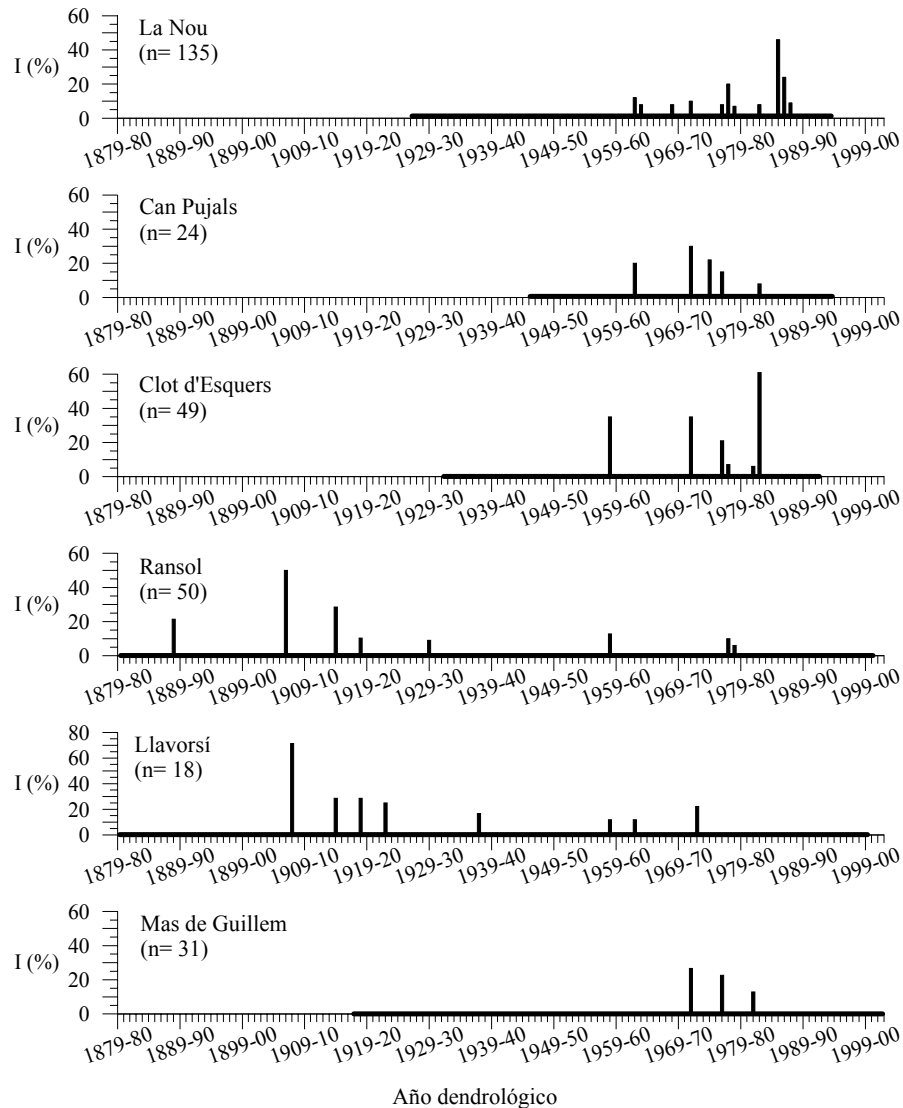 60
La Nou
40
(n= 135)
I (%)
20
0
1879-80 1889-90 1899-00 1909-10 1919-20 1929-30 1939-40 1949-50 1959-60 1969-70 1979-80 1989-90 1999-00
60
Can Pujals
40
(n= 24)
I (%)
20
0
1879-80 1889-90 1899-00 1909-10 1919-20 1929-30 1939-40 1949-50 1959-60 1969-70 1979-80 1989-90 1999-00
60
Clot d'Esquers
40
(n= 49)
I (%)
20
0
1879-80 1889-90 1899-00 1909-10 1919-20 1929-30 1939-40 1949-50 1959-60 1969-70 1979-80 1989-90 1999-00
60
Ransol
40
(n= 50)
I (%)
20
0
1879-80 1889-90 1899-00 1909-10 1919-20 1929-30 1939-40 1949-50 1959-60 1969-70 1979-80 1989-90 1999-00
80
Llavorsí
60
(n= 18)
40
I (%)
20
0
1879-80 1889-90 1899-00 1909-10 1919-20 1929-30 1939-40 1949-50 1959-60 1969-70 1979-80 1989-90 1999-00
60
Mas de Guillem
40
(n= 31)
I (%)
20
0
1879-80 1889-90 1899-00 1909-10 1919-20 1929-30 1939-40 1949-50 1959-60 1969-70 1979-80 1989-90 1999-00
Año dendrológico